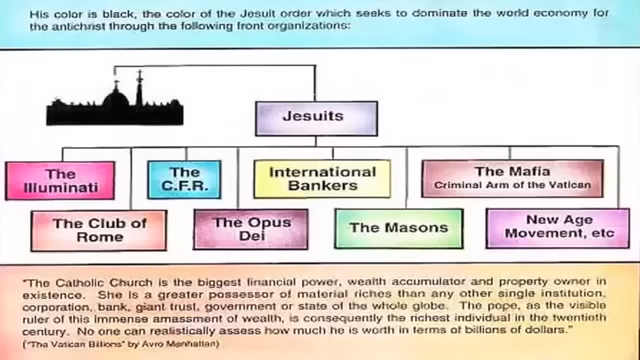 His color is black, the color of the Jesuit order which seeks to dominate the world economy for
the antichrist through the following front organizations:
Jesuits
The
Illuminati
The
C.F.R.
International
Bankers
The Mafia
Criminal Arm of the Vatican
The Club of
Rome
The Opus
Dei
The Masons
New Age
Movement, etc
"The Catholic Church is the biggest financial power, wealth accumulator and property owner in
existence. She is a greater possessor of material riches than any other single institution,
corporation, bank, giant trust, government or state of the whole globe. The pope, as the visible
ruler of this immense amassment of wealth, is consequently the richest individual in the twentieth
century. No one can realistically assess how much he is worth in terms of billions of dollars."
("The Vatican Billions" by Avro Manhattan)